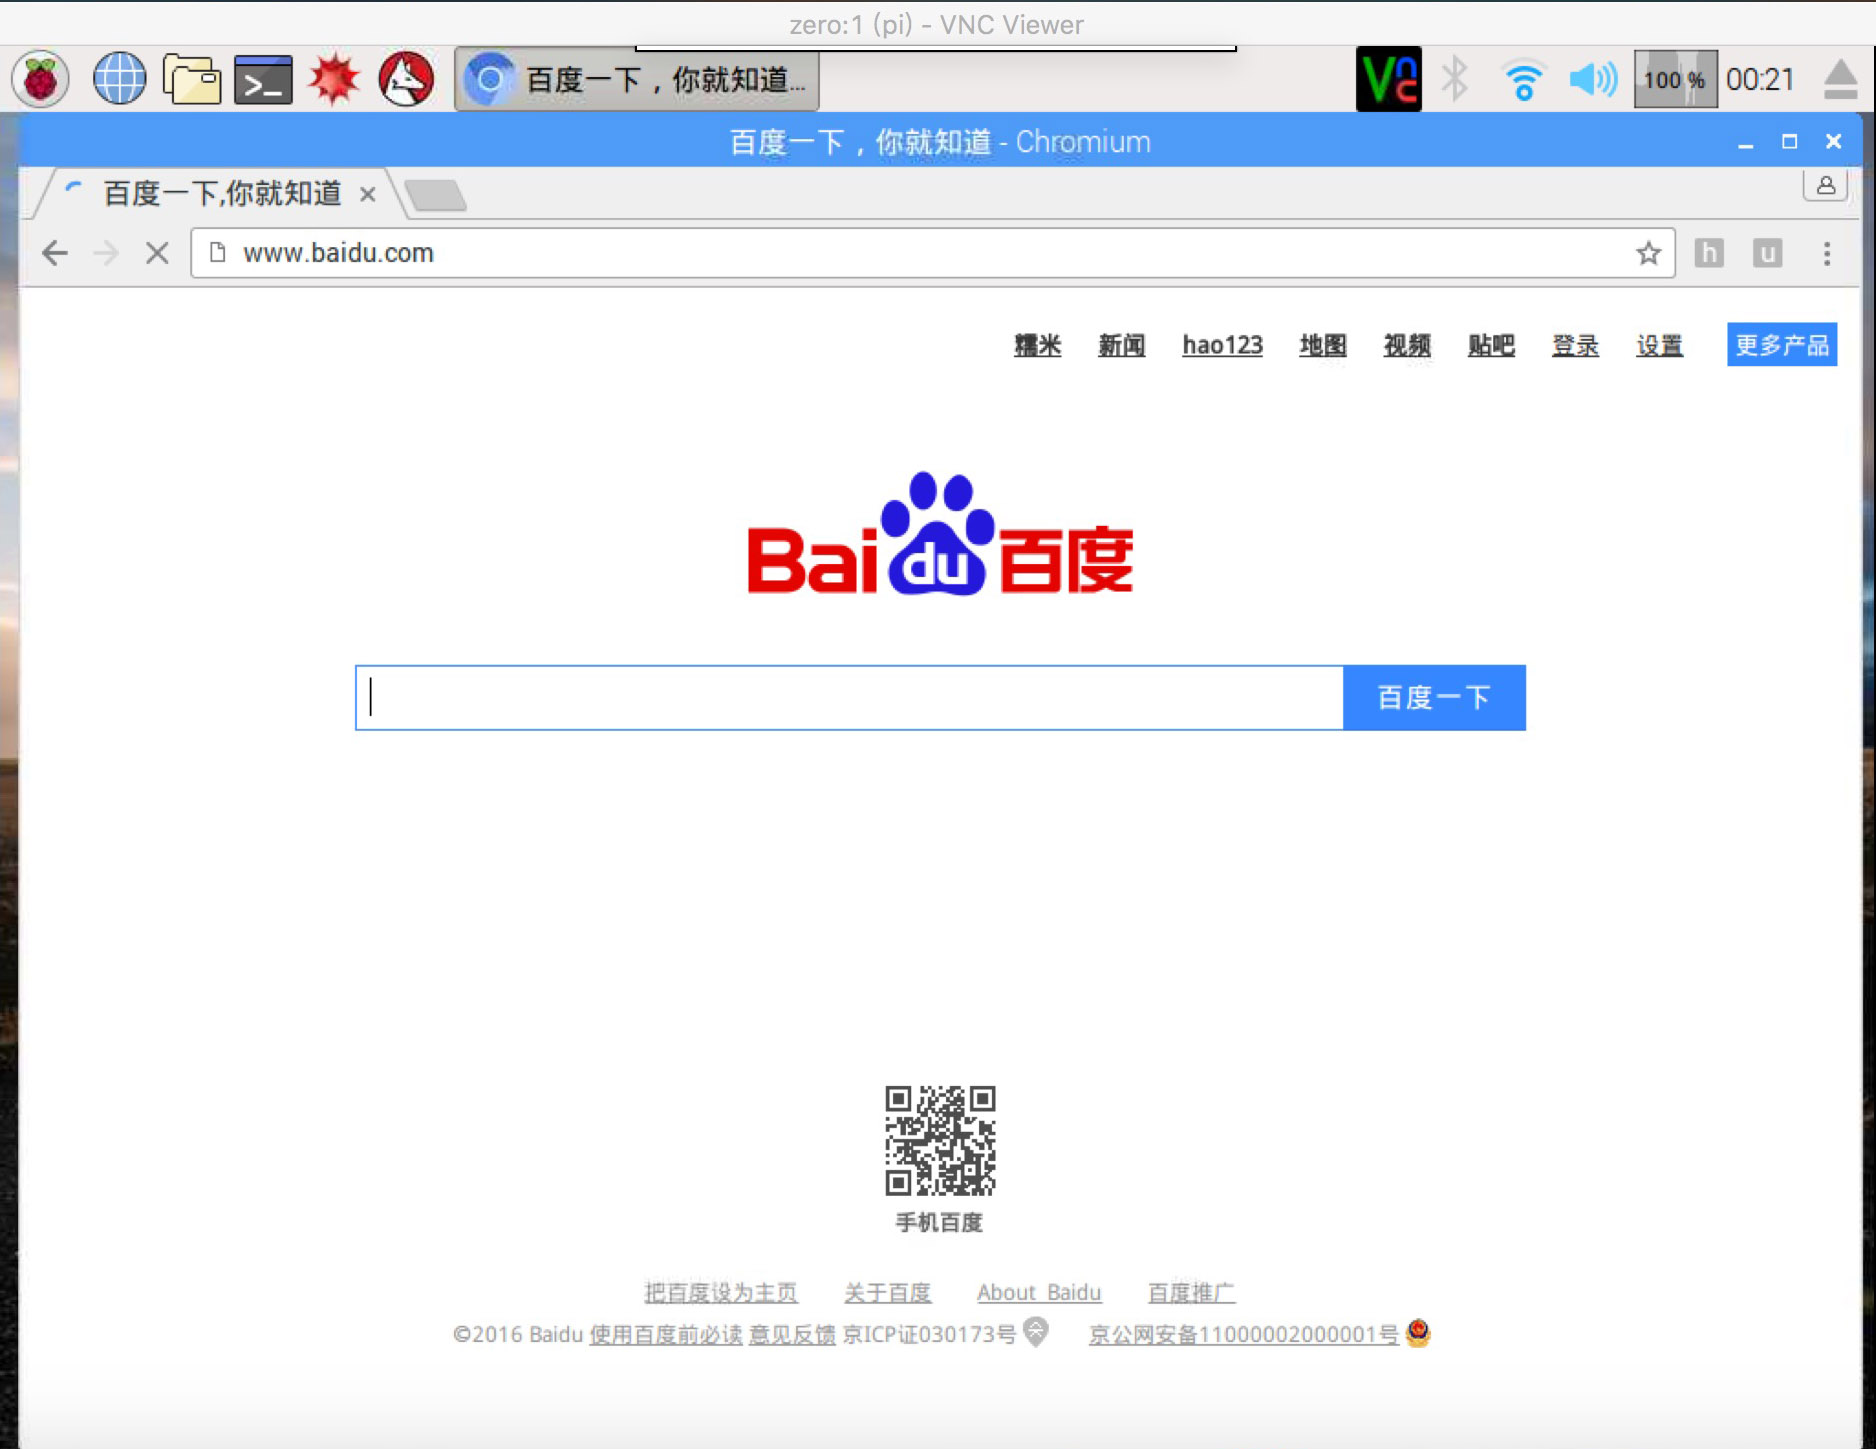 zero:1 (pi) - VNC Viewer
百度一下，你就知道... 100 % 00:21
百度一下，你就知道 - Chromium
百度一下,你就知道
www.baidu.com h u
糯米 新闻 hao123 地图 视频 贴吧 登录 设置 更多产品
Bai du 百度
百度一下
手机百度
把百度设为主页 关于百度 About Baidu 百度推广
©2016 Baidu 使用百度前必读 意见反馈 京ICP证030173号 京公网安备11000002000001号